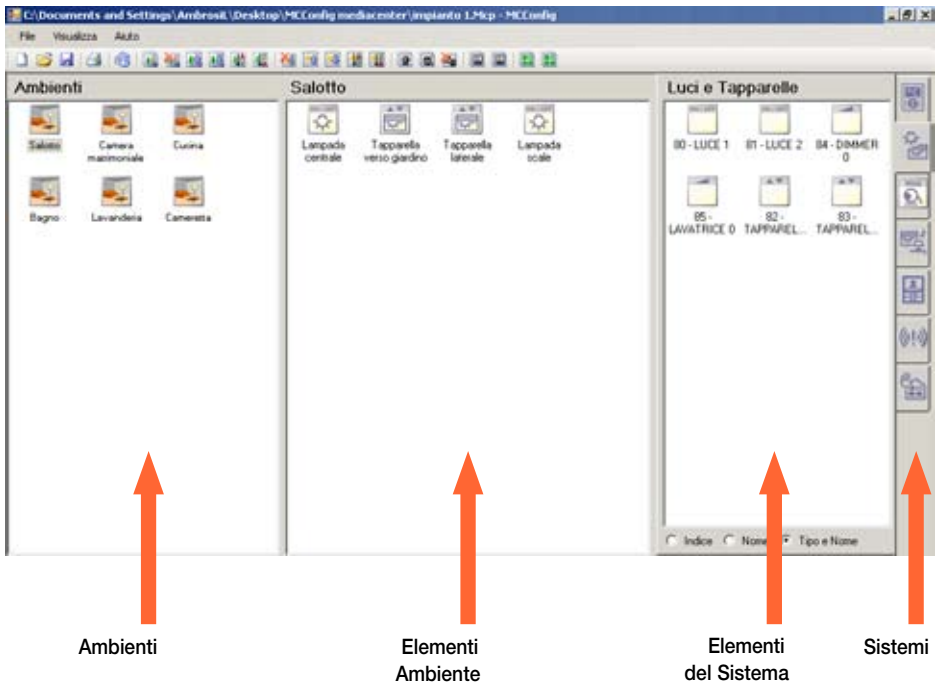 C:\Documents and Settings\AmbrosiL\Desktop\MCConfig mediacenter\impianto 1.Mcp - MCConfig
File Visualizza Aiuto
Ambienti
Salotto
Camera matrimoniale
Cucina
Bagno
Lavanderia
Cameretta
Salotto
Lampada centrale
Tapparella verso giardino
Tapparella laterale
Lampada scale
Luci e Tapparelle
80 - LUCE 1
81 - LUCE 2
84 - DIMMER 0
85 - LAVATRICE 0
82 - TAPPAREL...
83 - TAPPAREL...
Indice Nome Tipo e Nome
Ambienti
Elementi
Ambiente
Elementi
del Sistema
Sistemi